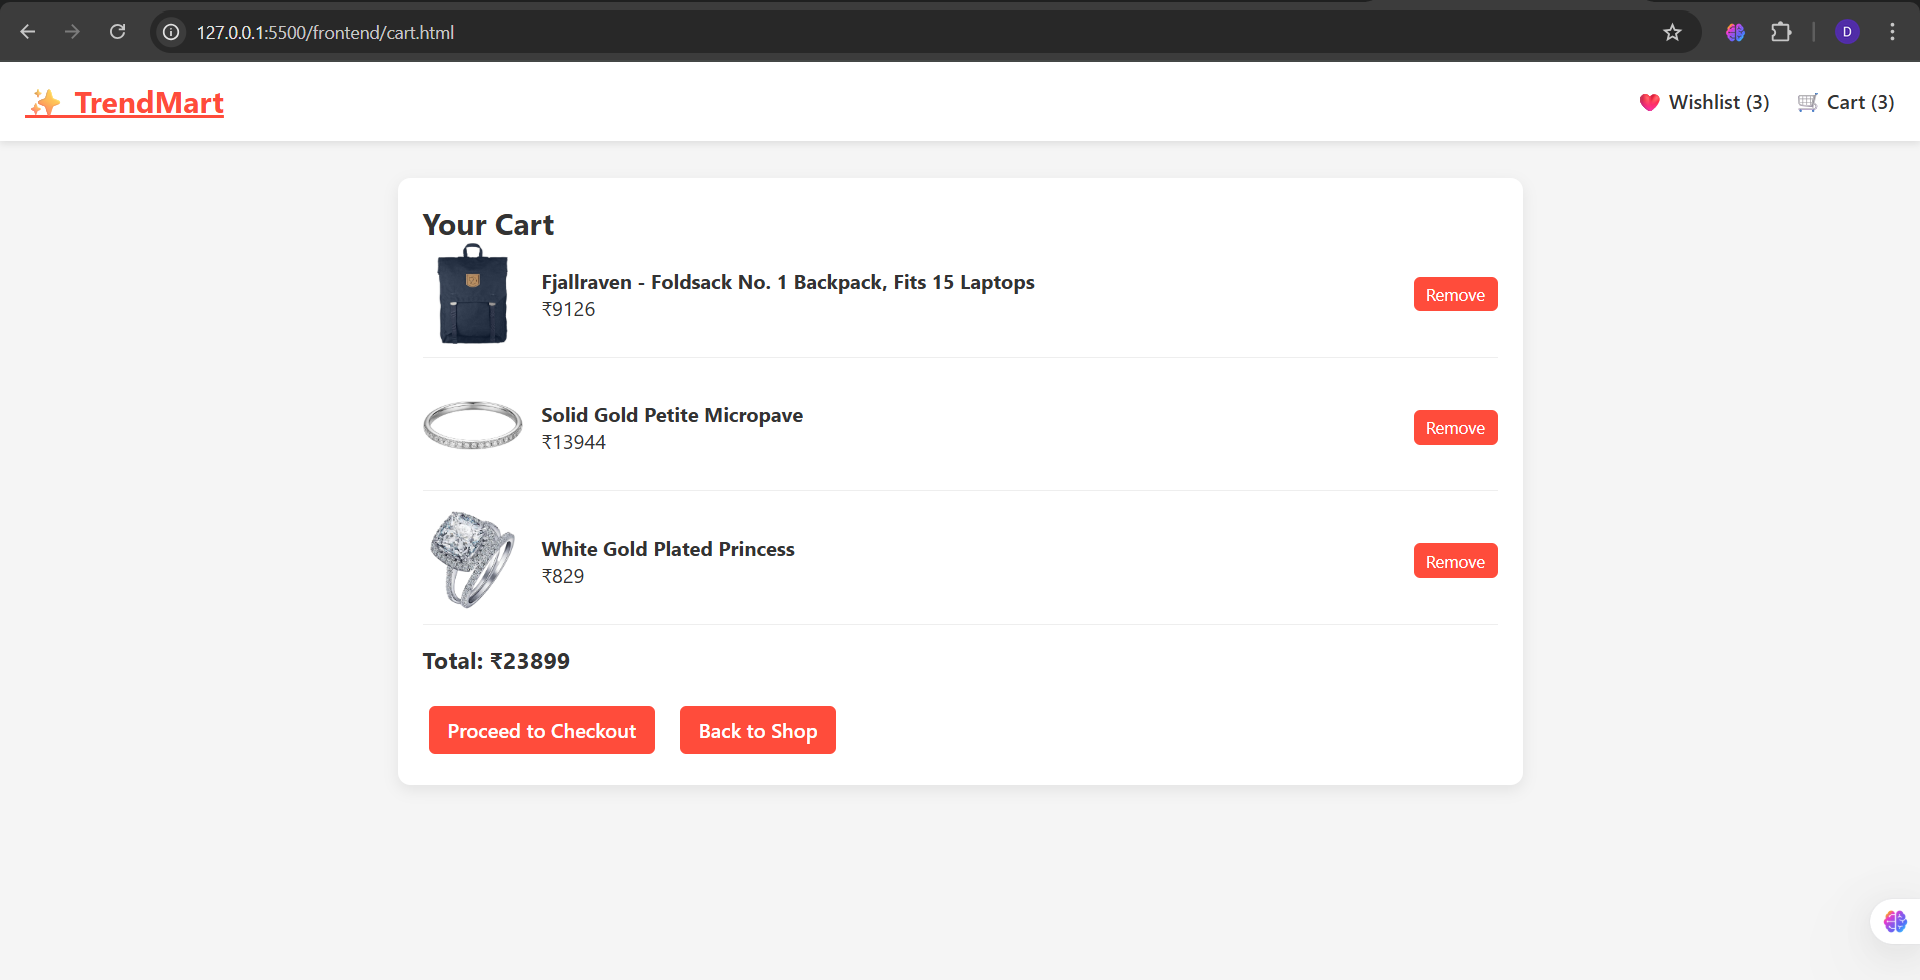 127.0.0.1:5500/frontend/cart.html
D
✨ TrendMart
Wishlist (3)
Cart (3)
Your Cart
Fjallraven - Foldsack No. 1 Backpack, Fits 15 Laptops
₹9126
Remove
Solid Gold Petite Micropave
₹13944
Remove
White Gold Plated Princess
₹829
Remove
Total: ₹23899
Proceed to Checkout
Back to Shop